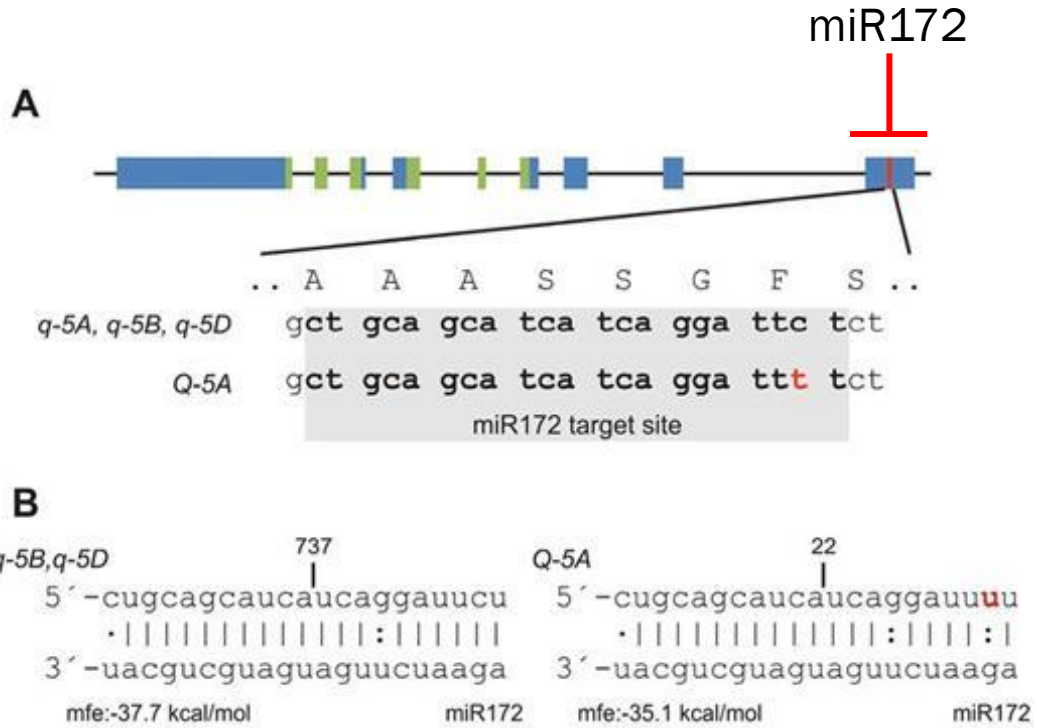 miR172
A
.. A A A S S G F S ..
q-5A, q-5B, q-5D gct gca gca tca tca gga ttc tct
Q-5A gct gca gca tca tca gga ttt tct
miR172 target site
B
q-5B,q-5D 737 Q-5A 22
5´-cugcagcaucaucaggauucu 5´-cugcagcaucaucaggauuuu
3´-uacgucguaguaguucuaaga 3´-uacgucguaguaguucuaaga
mfe:-37.7 kcal/mol miR172 mfe:-35.1 kcal/mol miR172